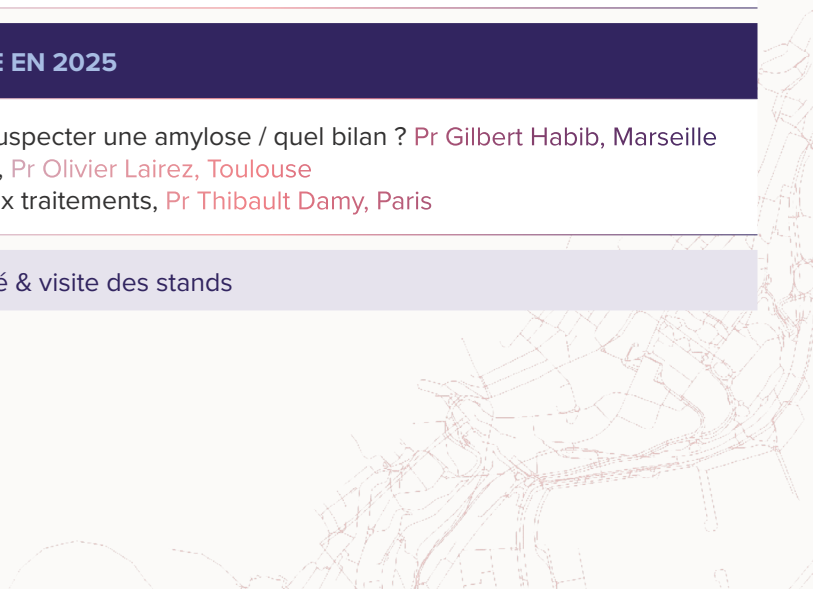 E EN 2025
uspecter une amylose / quel bilan ? Pr Gilbert Habib, Marseille
, Pr Olivier Lairez, Toulouse
x traitements, Pr Thibault Damy, Paris
é & visite des stands